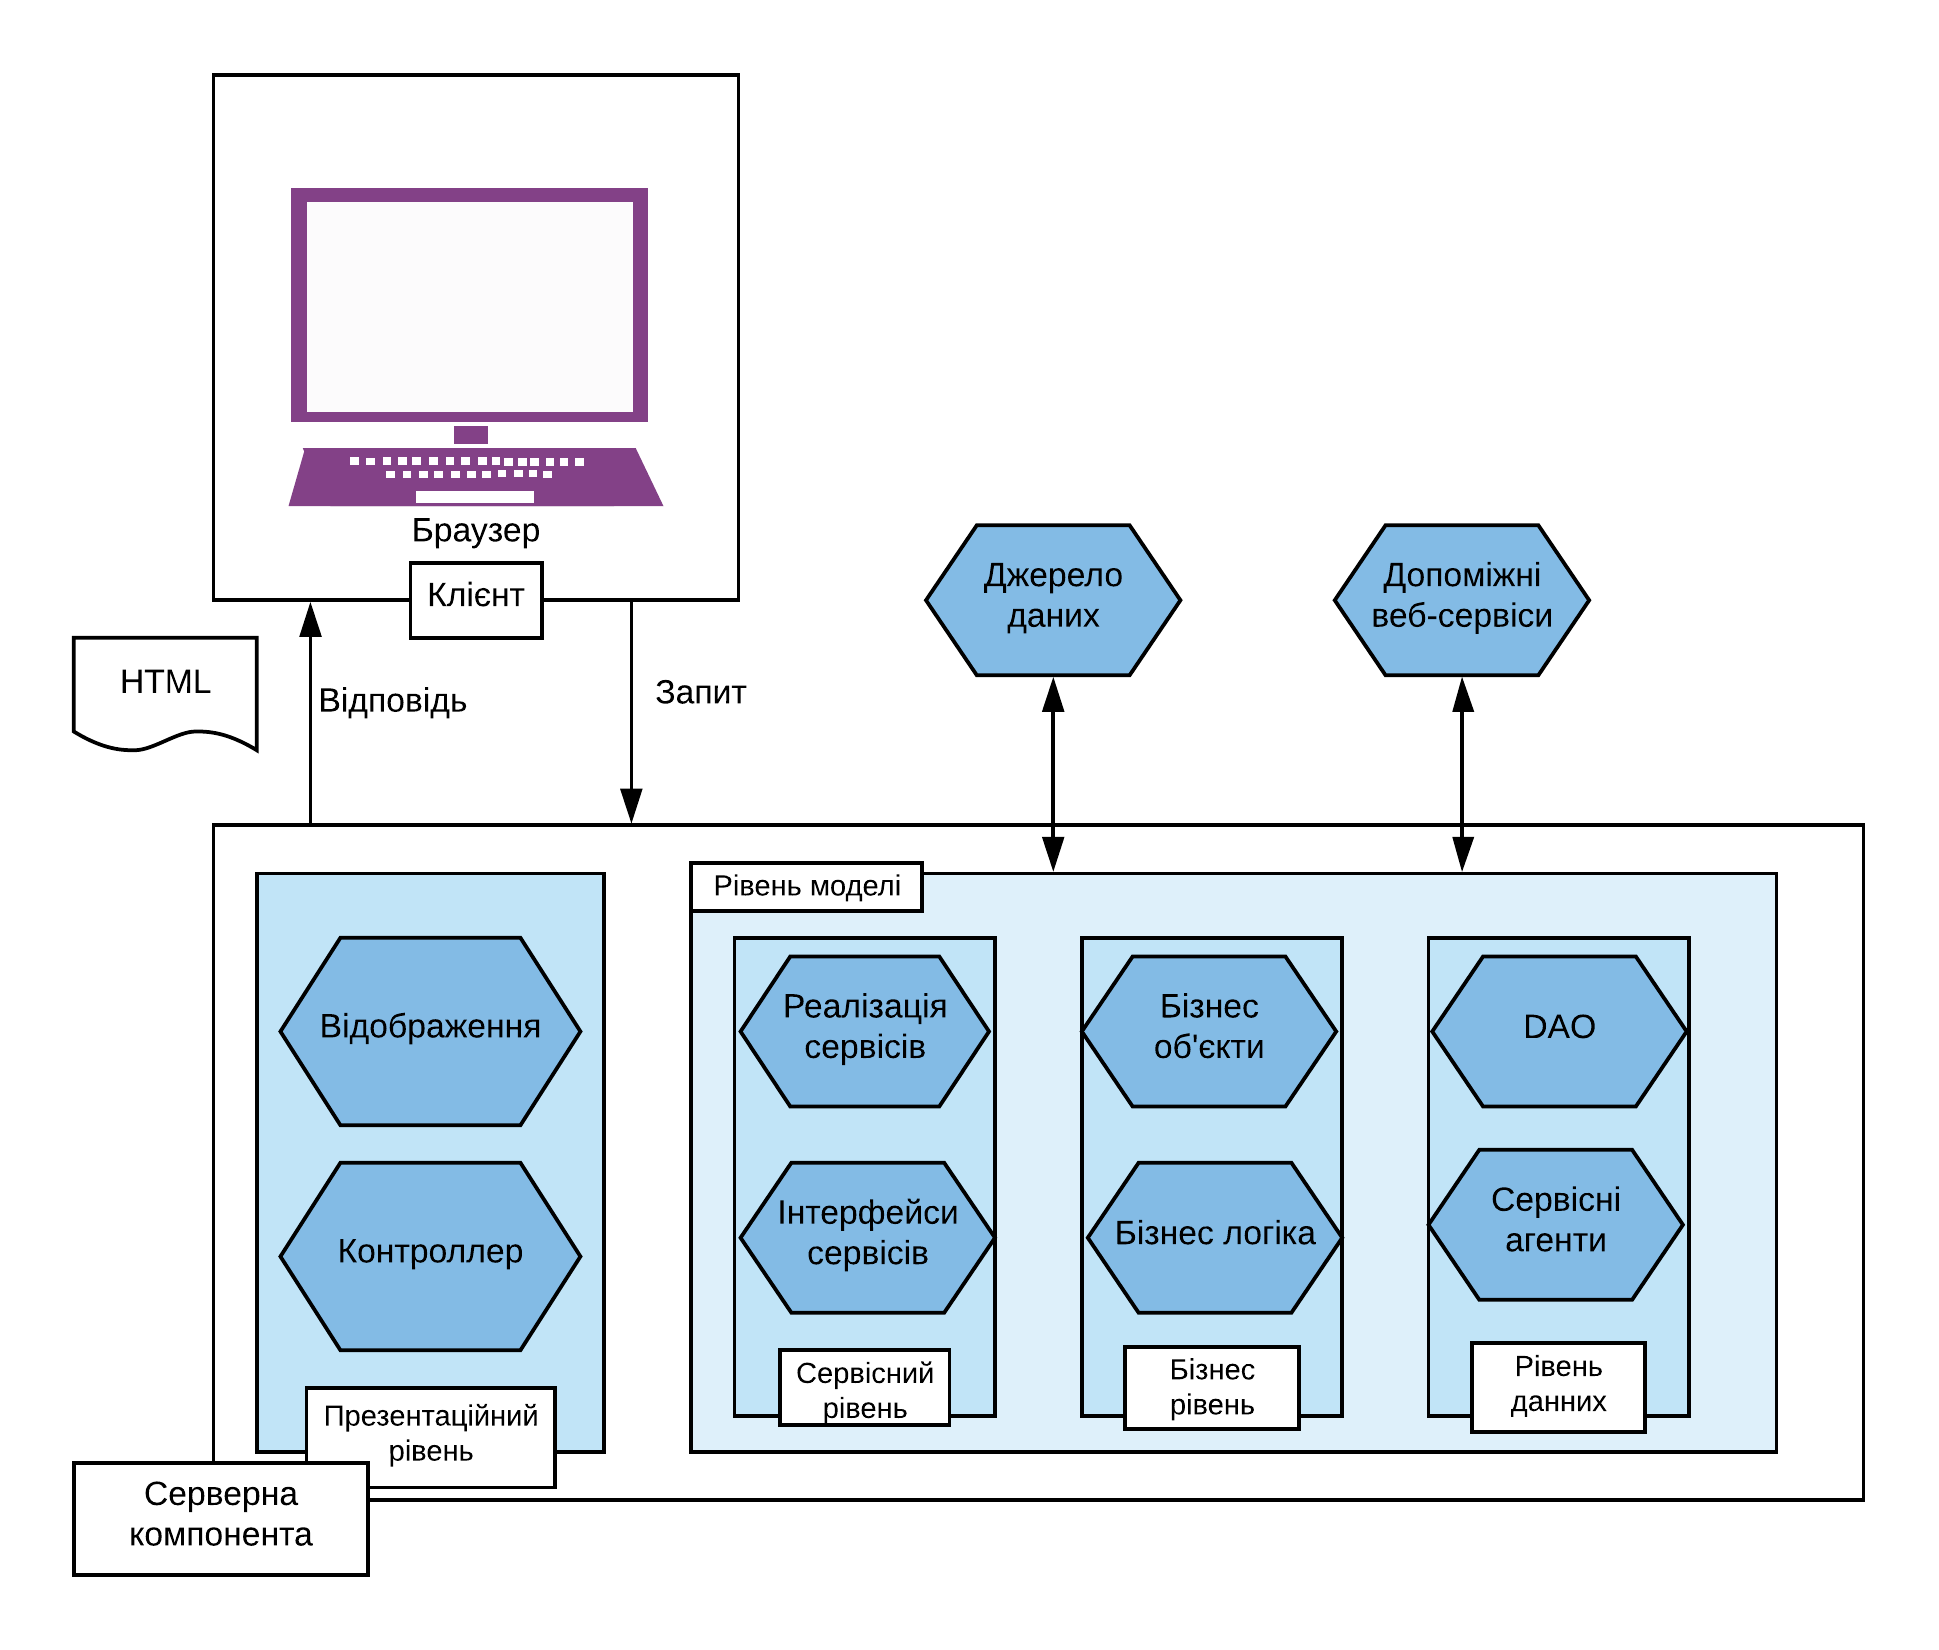 Браузер
Клієнт
HTML
Відповідь
Запит
Джерело
даних
Допоміжні
веб-сервіси
Рівень моделі
Відображення
Контроллер
Презентаційний
рівень
Реалізація
сервісів
Інтерфейси
сервісів
Сервісний
рівень
Бізнес
об'єкти
Бізнес логіка
Бізнес
рівень
DAO
Сервісні
агенти
Рівень
данних
Серверна
компонента